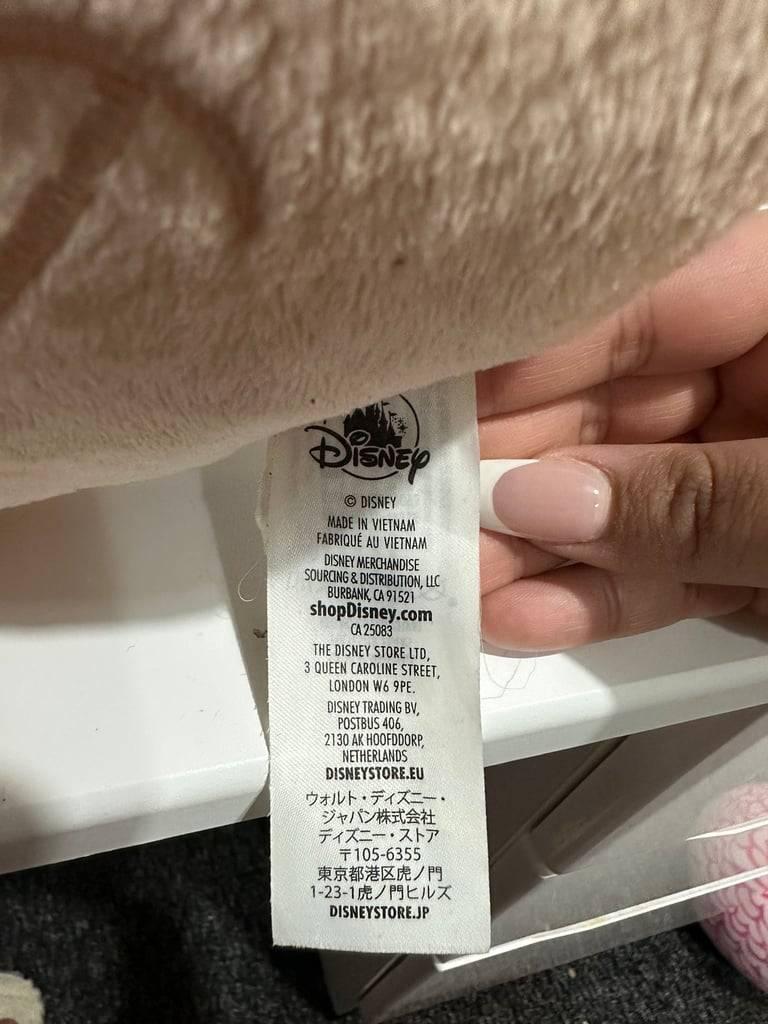 Disney
© DISNEY
MADE IN VIETNAM
FABRIQUÉ AU VIETNAM
DISNEY MERCHANDISE
SOURCING & DISTRIBUTION, LLC
BURBANK, CA 91521
shopDisney.com
CA 25083
THE DISNEY STORE LTD,
3 QUEEN CAROLINE STREET,
LONDON W6 9PE.
DISNEY TRADING BV,
POSTBUS 406,
2130 AK HOOFDDORP,
NETHERLANDS
DISNEYSTORE.EU
ウォルト・ディズニー・
ジャパン株式会社
ディズニー・ストア
〒105-6355
東京都港区虎ノ門
1-23-1虎ノ門ヒルズ
DISNEYSTORE.JP